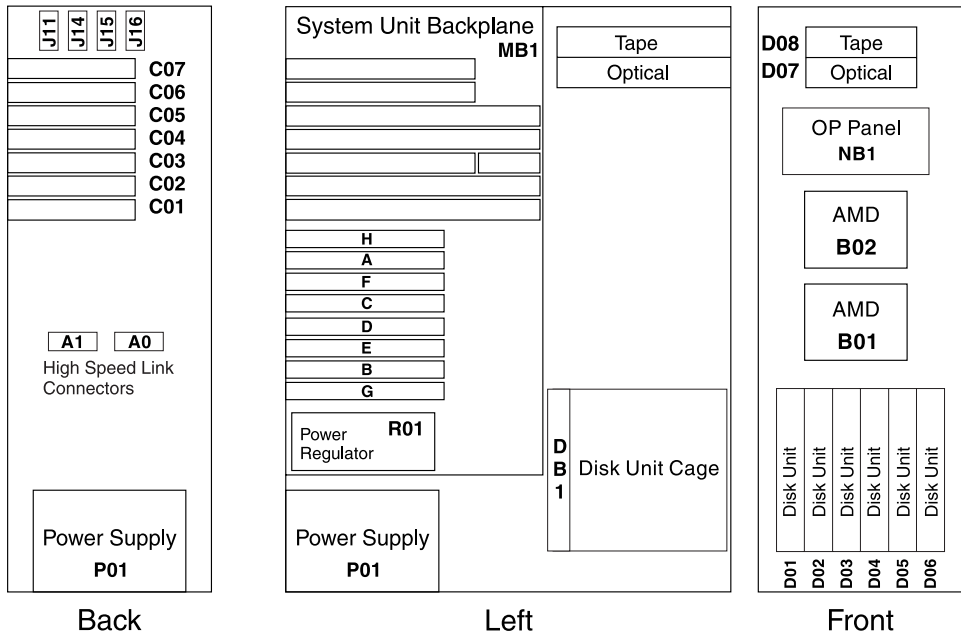 J11
J14
J15
J16
C07
C06
C05
C04
C03
C02
C01
A1
A0
High Speed Link
Connectors
Power Supply
P01
Back
System Unit Backplane
MB1
Tape
Optical
H
A
F
C
D
E
B
G
Power
Regulator
R01
DB1
Disk Unit Cage
Power Supply
P01
Left
D08
Tape
D07
Optical
OP Panel
NB1
AMD
B02
AMD
B01
Disk Unit
Disk Unit
Disk Unit
Disk Unit
Disk Unit
Disk Unit
D01
D02
D03
D04
D05
D06
Front